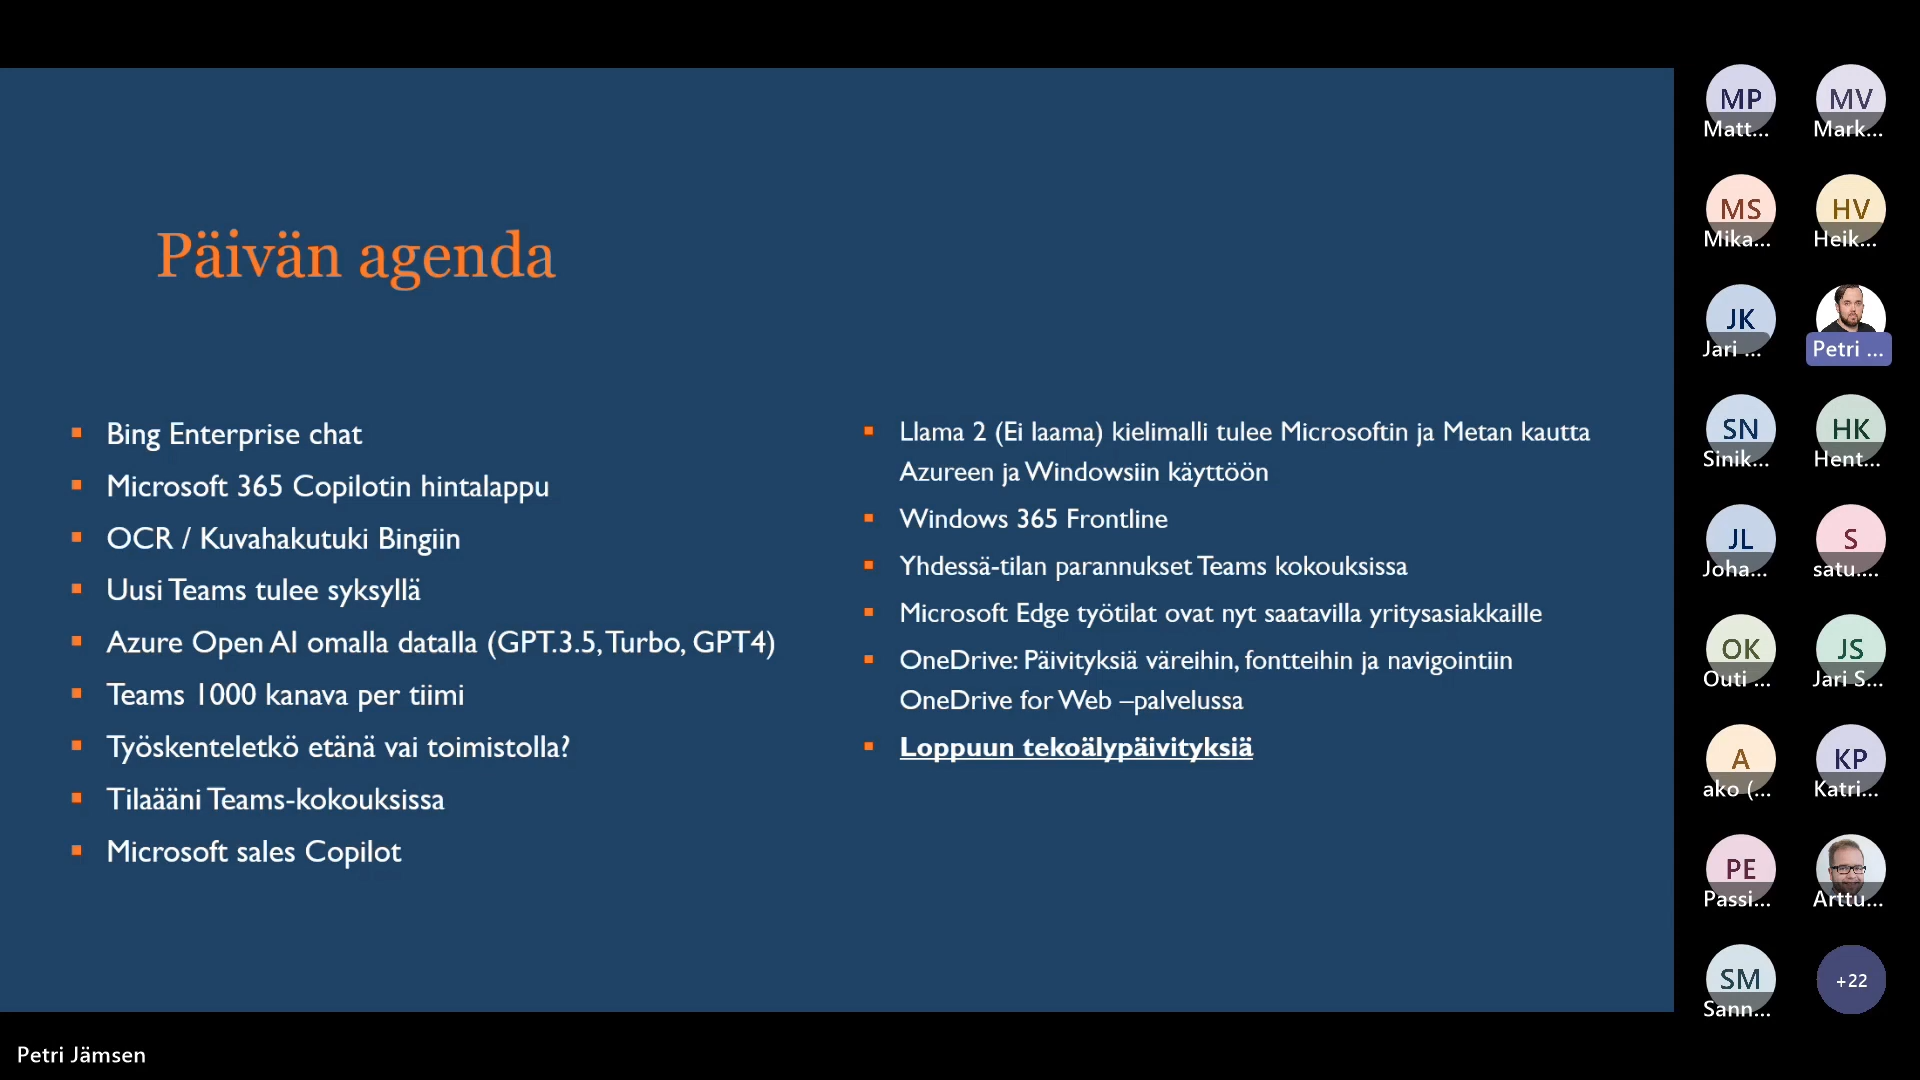 Päivän agenda
Bing Enterprise chat
Microsoft 365 Copilotin hintalappu
OCR / Kuvahakutuki Bingiin
Uusi Teams tulee syksyllä
Azure Open AI omalla datalla (GPT.3.5, Turbo, GPT4)
Teams 1000 kanava per tiimi
Työskenteletkö etänä vai toimistolla?
Tilaääni Teams-kokouksissa
Microsoft sales Copilot
Llama 2 (Ei laama) kielimalli tulee Microsoftin ja Metan kautta
Azureen ja Windowsiin käyttöön
Windows 365 Frontline
Yhdessä-tilan parannukset Teams kokouksissa
Microsoft Edge työtilat ovat nyt saatavilla yritysasiakkaille
OneDrive: Päivityksiä väreihin, fontteihin ja navigointiin
OneDrive for Web –palvelussa
Loppuun tekoälypäivityksiä
MP
Matt...
MV
Mark...
MS
Mika...
HV
Heik...
JK
Jari ...
Petri ...
SN
Sinik...
HK
Hent...
JL
Joha...
S
satu....
OK
Outi ...
JS
Jari S...
A
ako (...
KP
Katri...
PE
Passi...
Arttu...
SM
Sann...
+22
Petri Jämsen